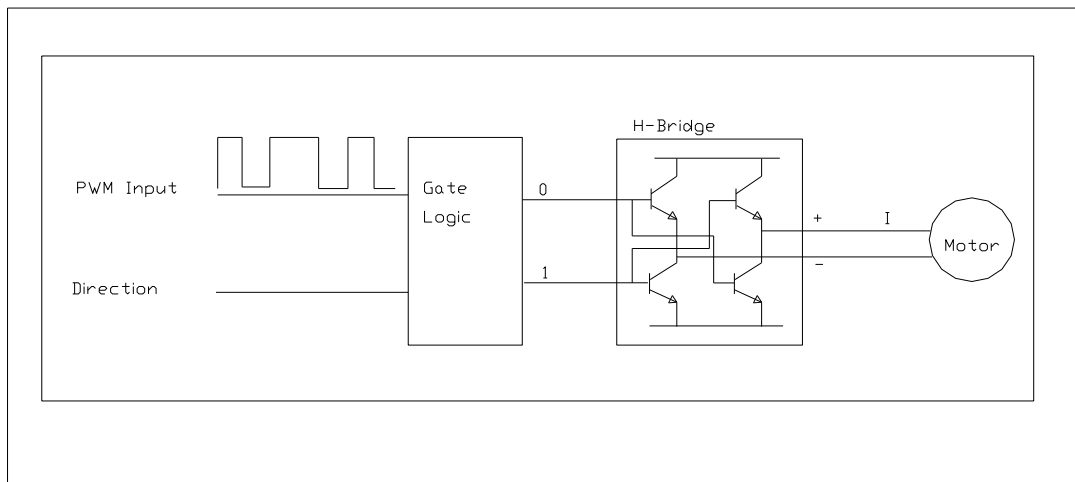 H-Bridge
PWM Input
Gate
Logic
0
+
I
Motor
-
1
Direction